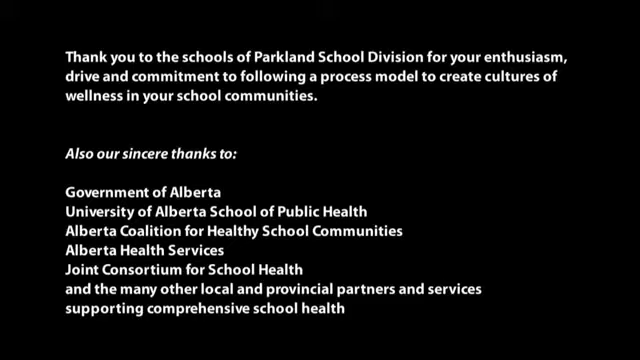 Thank you to the schools of Parkland School Division for your enthusiasm,
drive and commitment to following a process model to create cultures of
wellness in your school communities.
Also our sincere thanks to:
Government of Alberta
University of Alberta School of Public Health
Alberta Coalition for Healthy School Communities
Alberta Health Services
Joint Consortium for School Health
and the many other local and provincial partners and services
supporting comprehensive school health